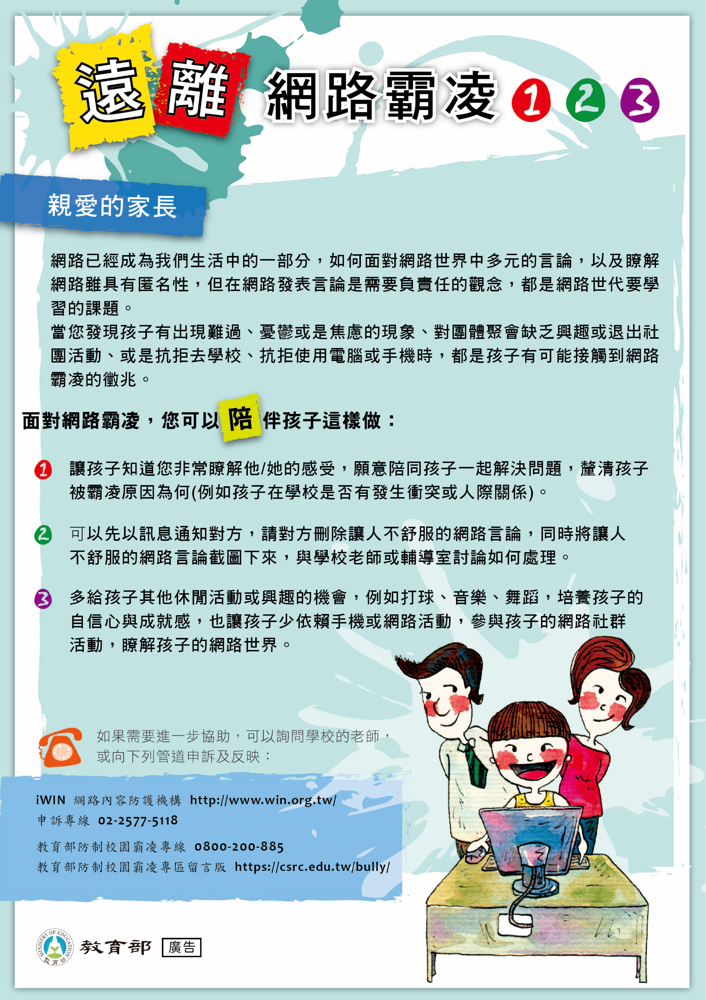 遠離網路霸凌123
親愛的家長
網路已經成為我們生活中的一部分，如何面對網路世界中多元的言論，以及瞭解
網路雖具有匿名性，但在網路發表言論是需要負責任的觀念，都是網路世代要學
習的課題。
當您發現孩子有出現難過、憂鬱或是焦慮的現象、對團體聚會缺乏興趣或退出社
團活動、或是抗拒去學校、抗拒使用電腦或手機時，都是孩子有可能接觸到網路
霸凌的徵兆。
面對網路霸凌，您可以陪伴孩子這樣做：
1 讓孩子知道您非常瞭解他/她的感受，願意陪同孩子一起解決問題，釐清孩子
被霸凌原因為何(例如孩子在學校是否有發生衝突或人際關係)。
2 可以先以訊息通知對方，請對方刪除讓人不舒服的網路言論，同時將讓人
不舒服的網路言論截圖下來，與學校老師或輔導室討論如何處理。
3 多給孩子其他休閒活動或興趣的機會，例如打球、音樂、舞蹈，培養孩子的
自信心與成就感，也讓孩子少依賴手機或網路活動，參與孩子的網路社群
活動，瞭解孩子的網路世界。
如果需要進一步協助，可以詢問學校的老師，
或向下列管道申訴及反映：
iWIN 網路內容防護機構 http://www.win.org.tw/
申訴專線 02-2577-5118
教育部防制校園霸凌專線 0800-200-885
教育部防制校園霸凌專區留言版 https://csrc.edu.tw/bully/
MINISTRY OF EDUCATION
教育部
教育部 廣告